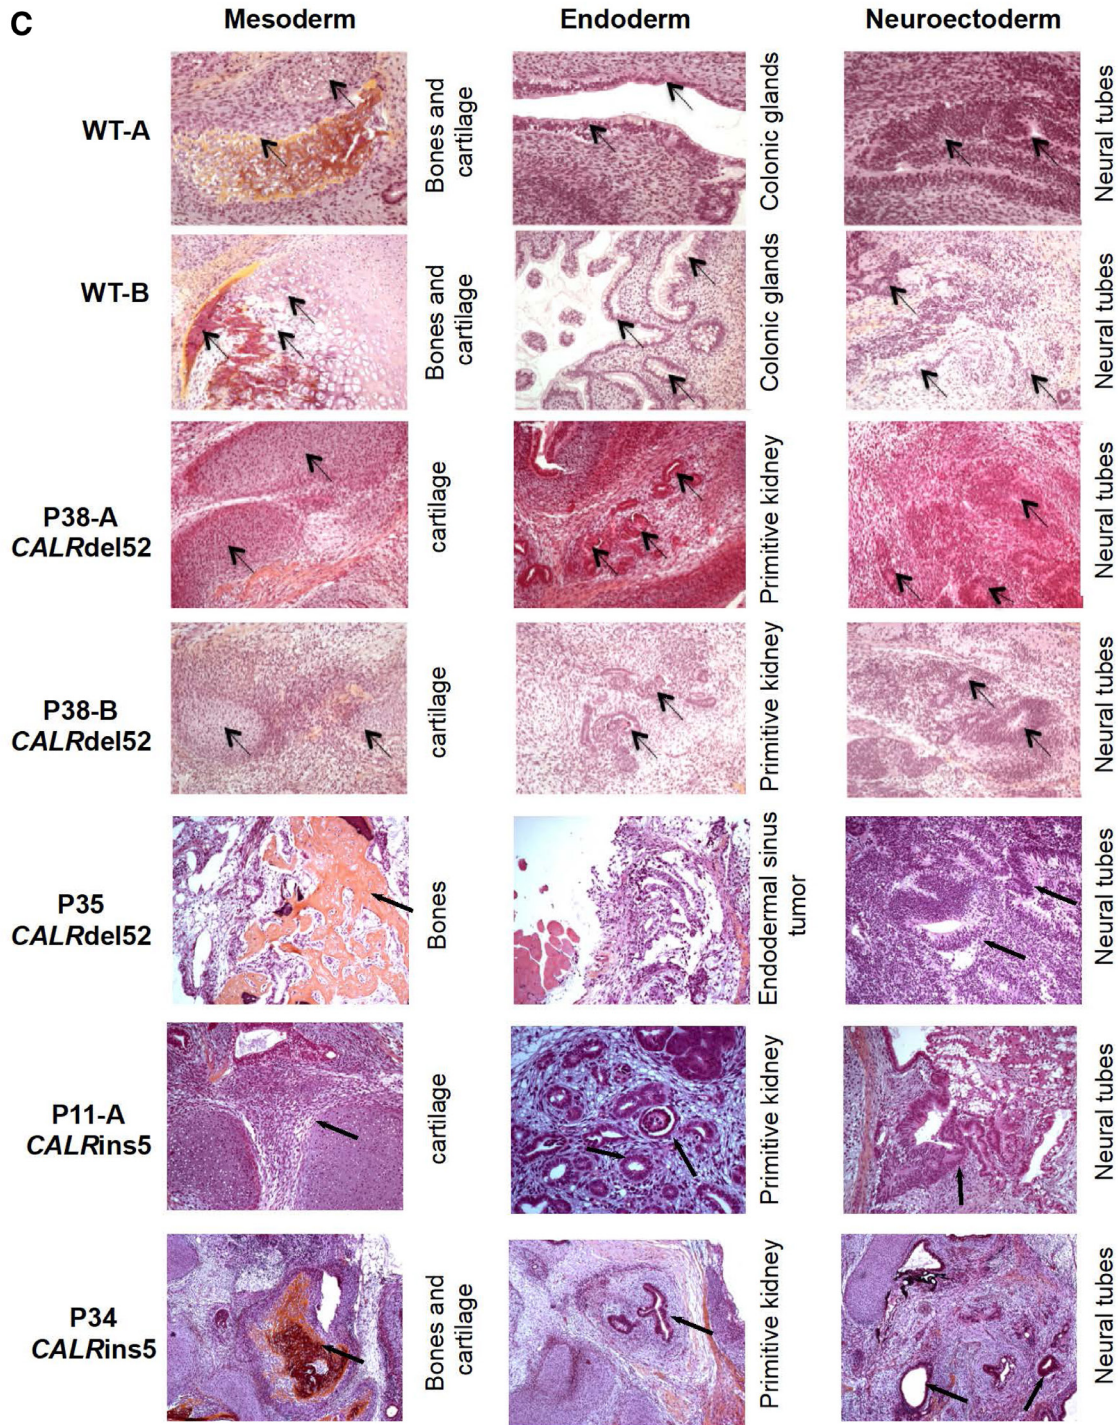 C
Mesoderm
Endoderm
Neuroectoderm
WT-A
Bones and
cartilage
Colonic glands
Neural tubes
WT-B
Bones and
cartilage
Colonic glands
Neural tubes
P38-A
CALRdel52
cartilage
Primitive kidney
Neural tubes
P38-B
CALRdel52
cartilage
Primitive kidney
Neural tubes
P35
CALRdel52
Bones
Endodermal sinus
tumor
Neural tubes
P11-A
CALRins5
cartilage
Primitive kidney
Neural tubes
P34
CALRins5
Bones and
cartilage
Primitive kidney
Neural tubes